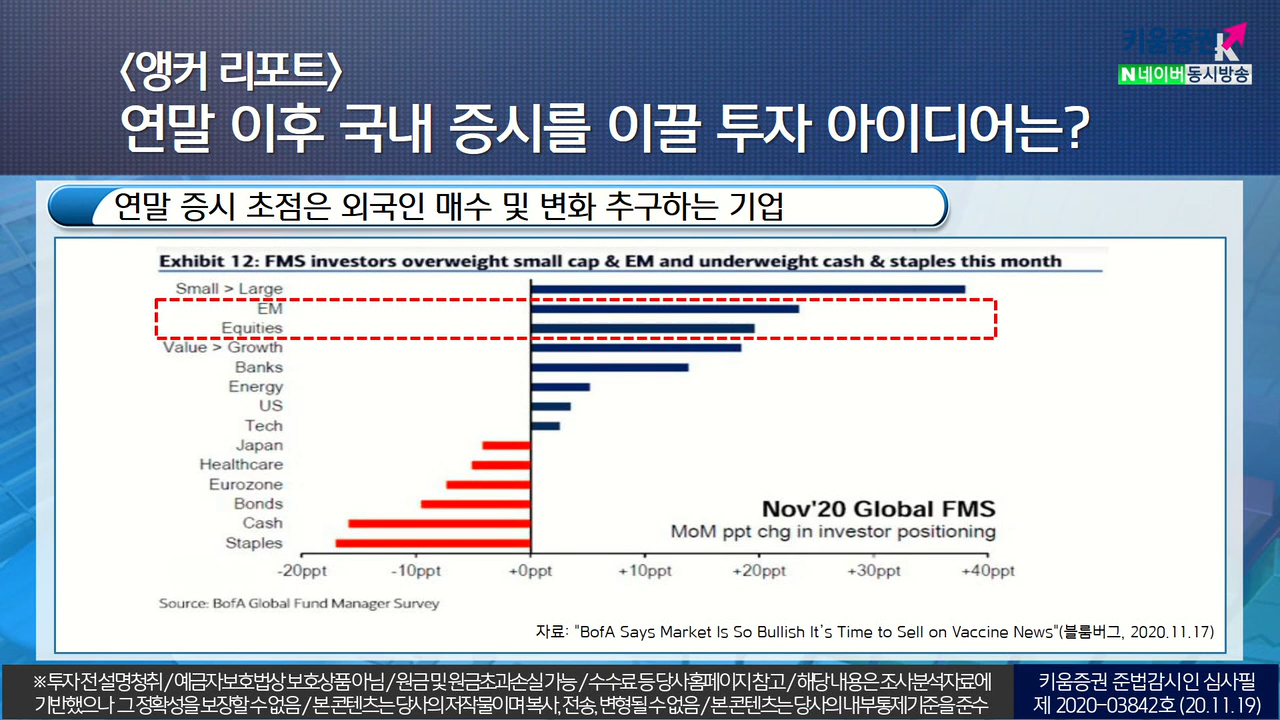 키움증권
N 네이버 동시방송
<앵커 리포트>
연말 이후 국내 증시를 이끌 투자 아이디어는?
연말 증시 초점은 외국인 매수 및 변화 추구하는 기업
Exhibit 12: FMS investors overweight small cap & EM and underweight cash & staples this month
Small > Large
EM
Equities
Value > Growth
Banks
Energy
US
Tech
Japan
Healthcare
Eurozone
Bonds
Cash
Staples
Nov'20 Global FMS
MoM ppt chg in investor positioning
-20ppt -10ppt +0ppt +10ppt +20ppt +30ppt +40ppt
Source: BofA Global Fund Manager Survey
자료: "BofA Says Market Is So Bullish It's Time to Sell on Vaccine News"(블룸버그, 2020.11.17)
※ 투자 전 설명청취 / 예금자보호법상 보호상품 아님 / 원금 및 원금초과손실 가능 / 수수료 등 당사홈페이지 참고 / 해당 내용은 조사분석자료에
기반했으나 그 정확성을 보장할 수 없음 / 본 콘텐츠는 당사의 저작물이며 복사, 전송, 변형될 수 없음 / 본 콘텐츠는 당사의 내부통제기준을 준수
키움증권 준법감시인 심사필
제 2020-03842호 (20.11.19)